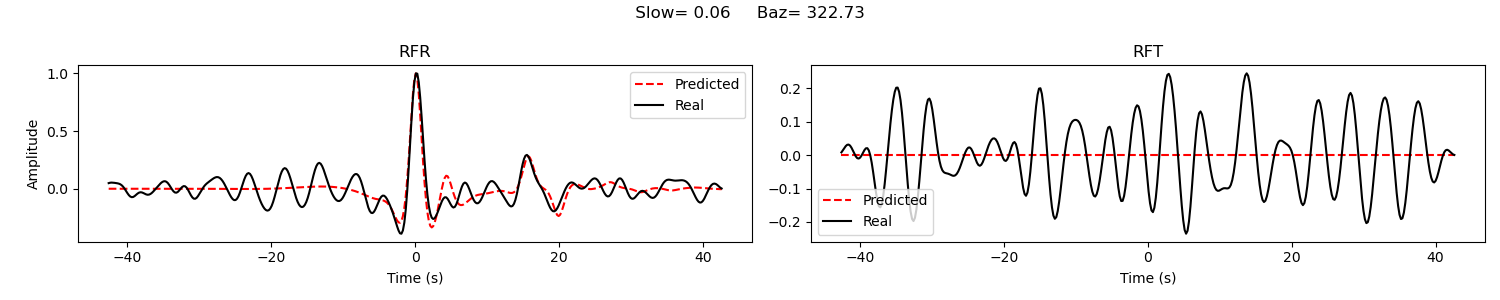 Slow= 0.06 Baz= 322.73
RFR
RFT
1.0
0.5
0.0
Amplitude
Predicted
Real
−40
−20
0
20
40
Time (s)
0.2
0.1
0.0
−0.1
−0.2
Predicted
Real
−40
−20
0
20
40
Time (s)